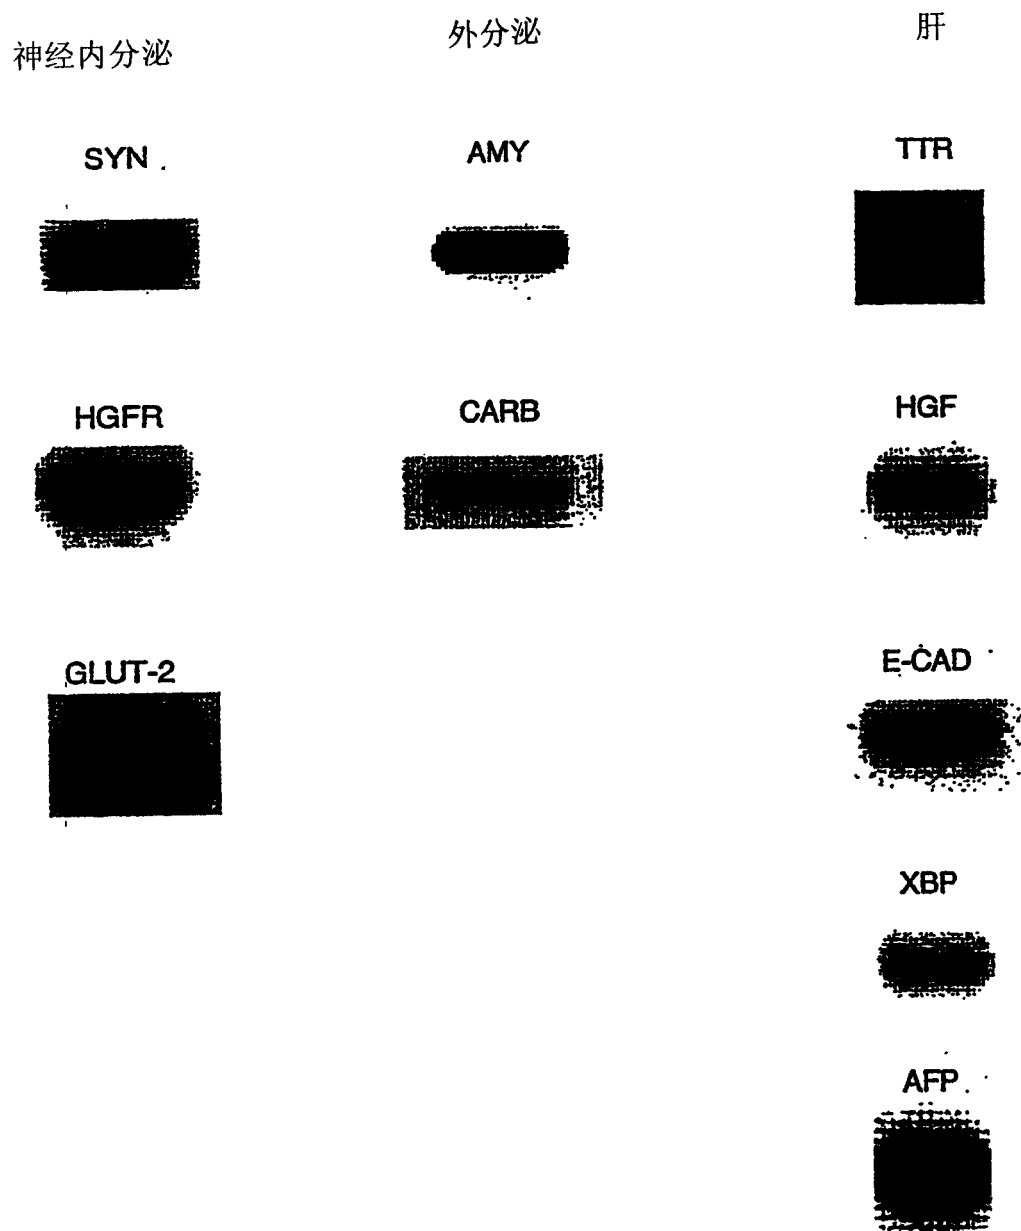 神经内分泌 外分泌 肝
SYN AMY TTR
HGFR CARB HGF
GLUT-2 E-CAD
XBP
AFP